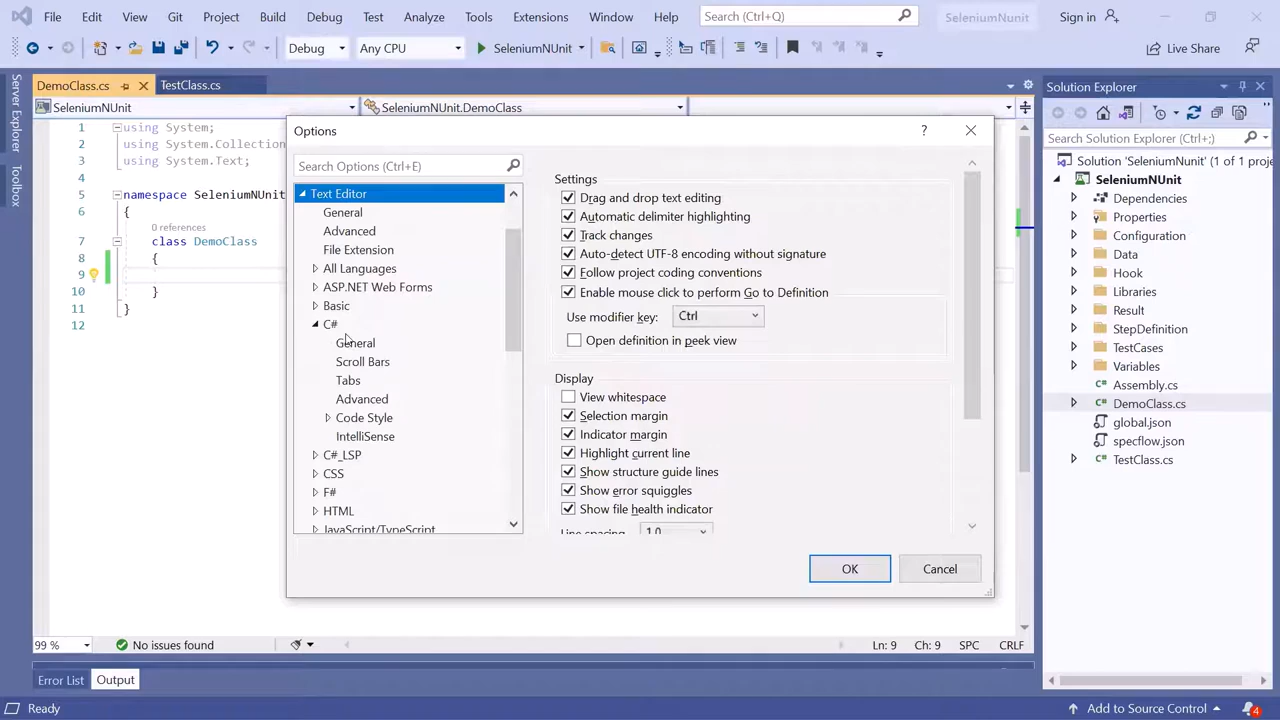 File Edit View Git Project Build Debug Test Analyze Tools Extensions Window Help Search (Ctrl+Q) SeleniumNunit Sign in
Debug Any CPU SeleniumNUnit Live Share
Server Explorer
Toolbox
DemoClass.cs TestClass.cs
SeleniumNUnit SeleniumNUnit.DemoClass
1 using System;
2 using System.Collection
3 using System.Text;
4
5 namespace SeleniumNUnit
6 {
0 references
7 class DemoClass
8 {
9
10 }
11 }
12
Options ?
Search Options (Ctrl+E)
Text Editor
General
Advanced
File Extension
All Languages
ASP.NET Web Forms
Basic
C#
General
Scroll Bars
Tabs
Advanced
Code Style
IntelliSense
C#_LSP
CSS
F#
HTML
JavaScript/TypeScript
Settings
Drag and drop text editing
Automatic delimiter highlighting
Track changes
Auto-detect UTF-8 encoding without signature
Follow project coding conventions
Enable mouse click to perform Go to Definition
Use modifier key: Ctrl
Open definition in peek view
Display
View whitespace
Selection margin
Indicator margin
Highlight current line
Show structure guide lines
Show error squiggles
Show file health indicator
Line spacing 1.0
OK Cancel
Solution Explorer
Search Solution Explorer (Ctrl+;)
Solution 'SeleniumNunit' (1 of 1 proje
SeleniumNUnit
Dependencies
Properties
Configuration
Data
Hook
Libraries
Result
StepDefinition
TestCases
Variables
Assembly.cs
DemoClass.cs
global.json
specflow.json
TestClass.cs
99 % No issues found Ln: 9 Ch: 9 SPC CRLF
Error List Output
Ready Add to Source Control 4